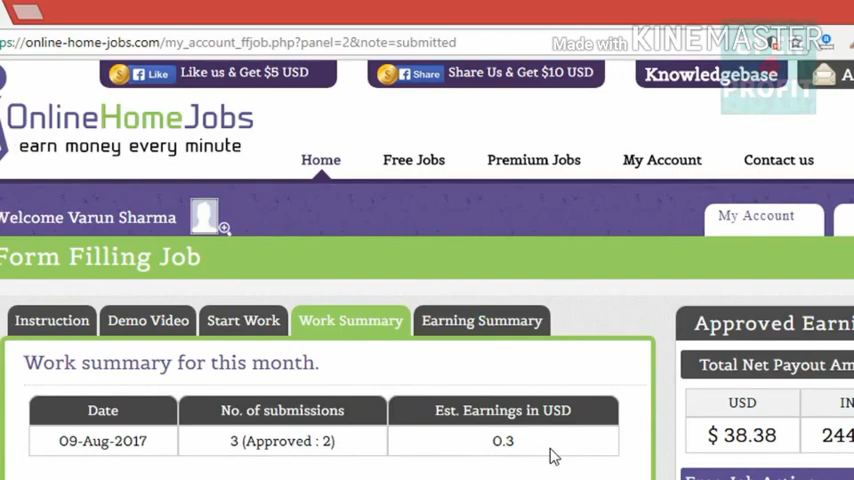 ps://online-home-jobs.com/my_account_ffjob.php?panel=2&note=submitted
Made with KINEMASTER
Like Like us & Get $5 USD
Share Share Us & Get $10 USD
Knowledgebase
A
PROFIT
OnlineHomeJobs
earn money every minute
Home Free Jobs Premium Jobs My Account Contact us
Welcome Varun Sharma
My Account
Form Filling Job
Instruction Demo Video Start Work Work Summary Earning Summary
Approved Earni
Work summary for this month.
Total Net Payout Am
Date No. of submissions Est. Earnings in USD
USD IN
09-Aug-2017 3 (Approved : 2) 0.3
$ 38.38 244